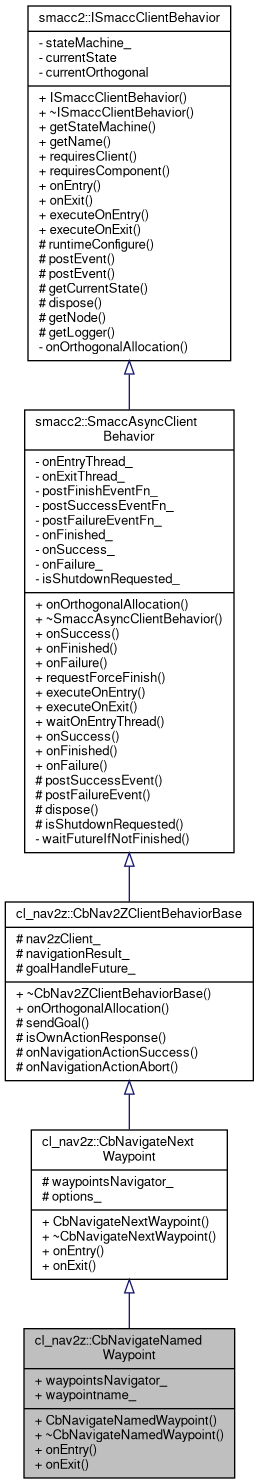 smacc2::ISmaccClientBehavior
- stateMachine_
- currentState
- currentOrthogonal
+ ISmaccClientBehavior()
+ ~ISmaccClientBehavior()
+ getStateMachine()
+ getName()
+ requiresClient()
+ requiresComponent()
+ onEntry()
+ onExit()
+ executeOnEntry()
+ executeOnExit()
# runtimeConfigure()
# postEvent()
# postEvent()
# getCurrentState()
# dispose()
# getNode()
# getLogger()
- onOrthogonalAllocation()
smacc2::SmaccAsyncClient
Behavior
- onEntryThread_
- onExitThread_
- postFinishEventFn_
- postSuccessEventFn_
- postFailureEventFn_
- onFinished_
- onSuccess_
- onFailure_
- isShutdownRequested_
+ onOrthogonalAllocation()
+ ~SmaccAsyncClientBehavior()
+ onSuccess()
+ onFinished()
+ onFailure()
+ requestForceFinish()
+ executeOnEntry()
+ executeOnExit()
+ waitOnEntryThread()
+ onSuccess()
+ onFinished()
+ onFailure()
# postSuccessEvent()
# postFailureEvent()
# dispose()
# isShutdownRequested()
- waitFutureIfNotFinished()
cl_nav2z::CbNav2ZClientBehaviorBase
# nav2zClient_
# navigationResult_
# goalHandleFuture_
+ ~CbNav2ZClientBehaviorBase()
+ onOrthogonalAllocation()
# sendGoal()
# isOwnActionResponse()
# onNavigationActionSuccess()
# onNavigationActionAbort()
cl_nav2z::CbNavigateNext
Waypoint
# waypointsNavigator_
# options_
+ CbNavigateNextWaypoint()
+ ~CbNavigateNextWaypoint()
+ onEntry()
+ onExit()
cl_nav2z::CbNavigateNamed
Waypoint
+ waypointsNavigator_
+ waypointname_
+ CbNavigateNamedWaypoint()
+ ~CbNavigateNamedWaypoint()
+ onEntry()
+ onExit()